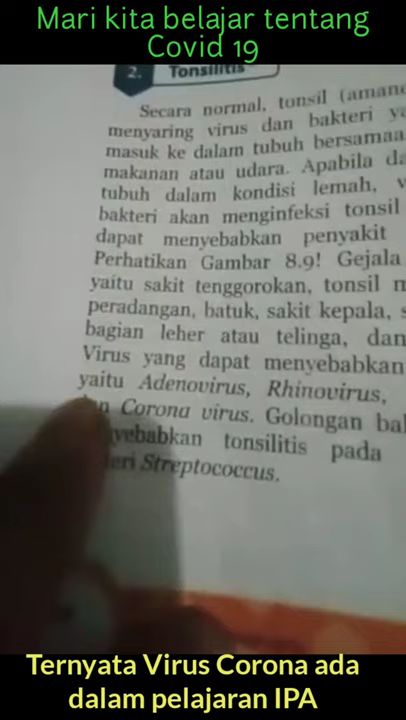 Mari kita belajar tentang
Covid 19
2. Tonsilitis
Secara normal, tonsil
menyaring virus dan bakteri
masuk ke dalam tubuh
makanan atau udara. Apabila
tubuh dalam kondisi lemah,
bakteri akan menginfeksi tonsil
dapat menyebabkan penyakit
Perhatikan Gambar 8.9! Gejala
yaitu sakit tenggorokan, tonsil
peradangan, batuk, sakit kepala,
bagian leher atau telinga, dan
Virus yang dapat menyebabkan
yaitu Adenovirus, Rhinovirus,
Corona virus. Golongan
tonsilitis pada
Streptococcus.
Ternyata Virus Corona ada
dalam pelajaran IPA